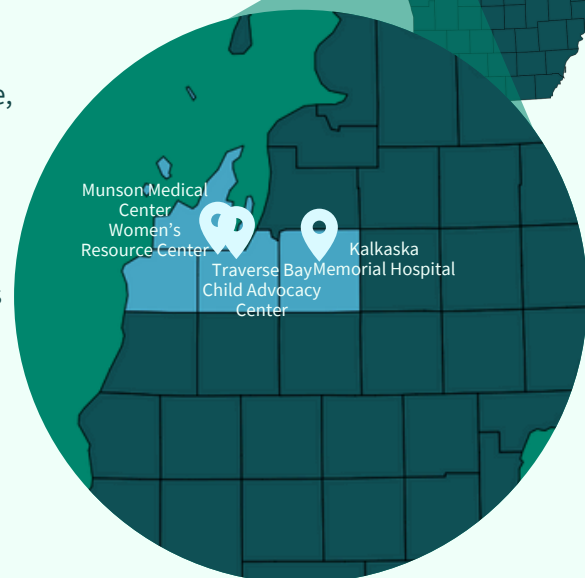 e,
Munson Medical
Center
Women's
Resource Center
Kalkaska
Memorial Hospital
Traverse Bay
Child Advocacy
Center
s